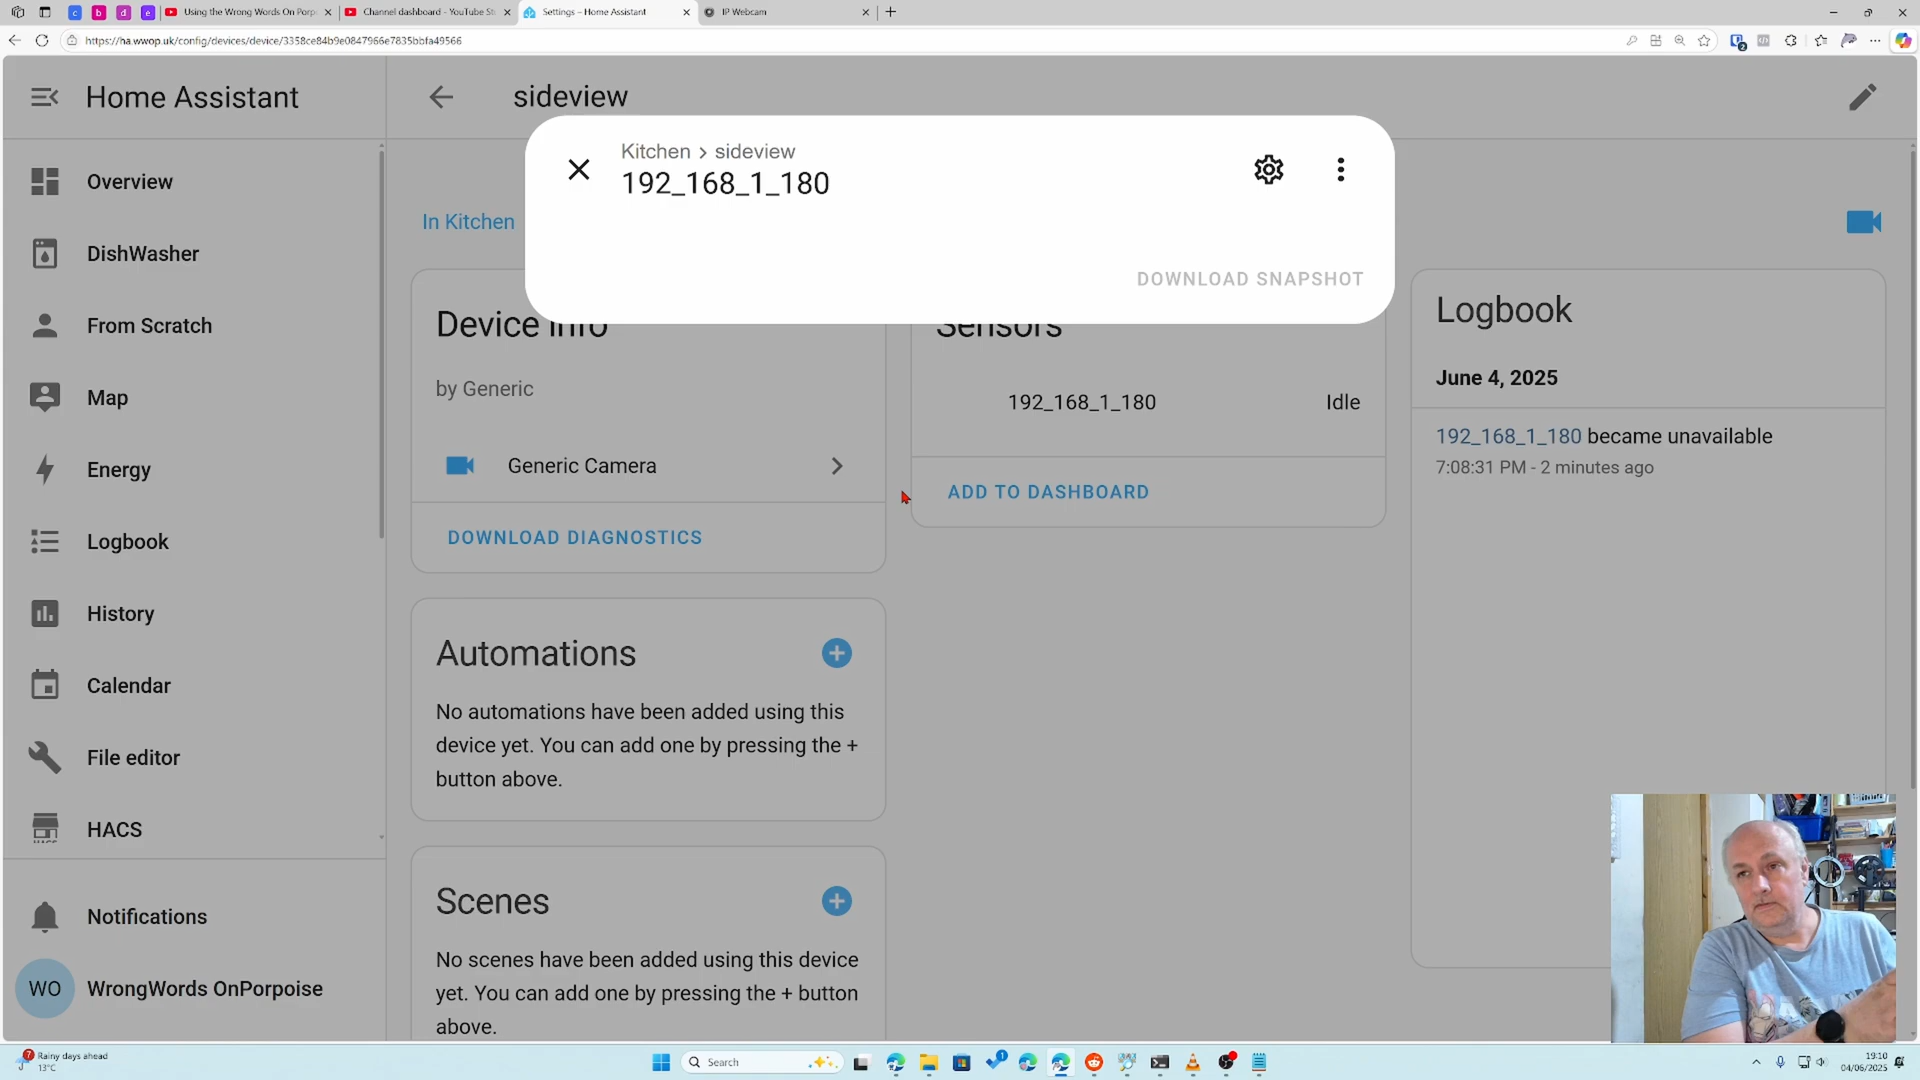 Using the Wrong Words On Porpo
Channel dashboard - YouTube St
Settings – Home Assistant
IP Webcam
https://ha.wwop.uk/config/devices/device/3358ce84b9e0847966e7835bbfa49566
Home Assistant
sideview
Kitchen > sideview
192_168_1_180
DOWNLOAD SNAPSHOT
In Kitchen
Overview
DishWasher
From Scratch
Map
Energy
Logbook
History
Calendar
File editor
HACS
Notifications
WO
WrongWords OnPorpoise
Device info
by Generic
Generic Camera
DOWNLOAD DIAGNOSTICS
Automations
No automations have been added using this
device yet. You can add one by pressing the +
button above.
Scenes
No scenes have been added using this device
yet. You can add one by pressing the + button
above.
Sensors
192_168_1_180
Idle
ADD TO DASHBOARD
Logbook
June 4, 2025
192_168_1_180 became unavailable
7:08:31 PM - 2 minutes ago
Rainy days ahead
13°C
Search
19:10
04/06/2025